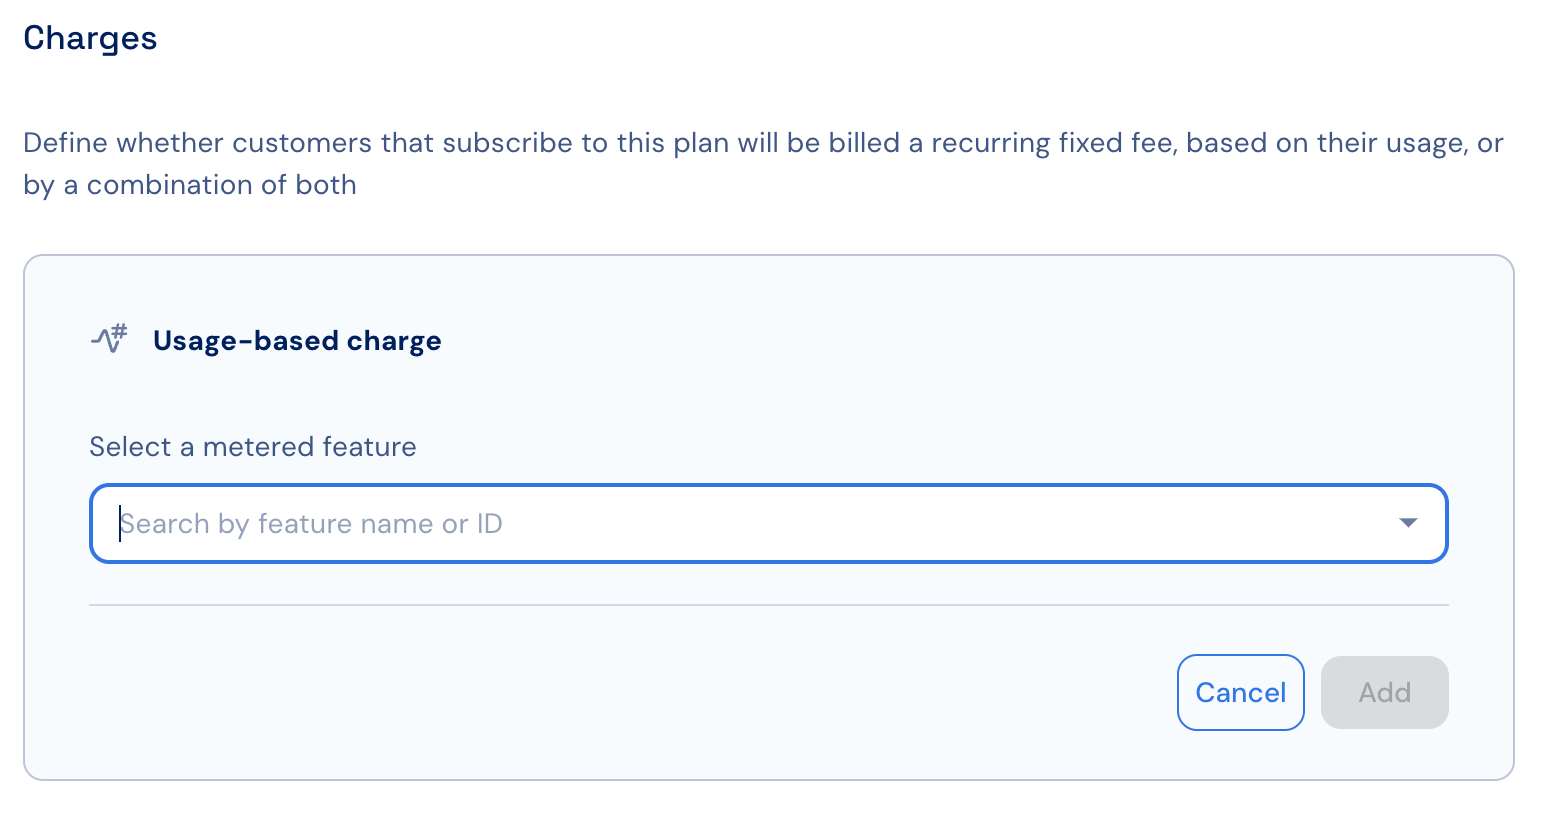 Charges
Define whether customers that subscribe to this plan will be billed a recurring fixed fee, based on their usage, or
by a combination of both
Usage-based charge
Select a metered feature
Search by feature name or ID
Cancel
Add